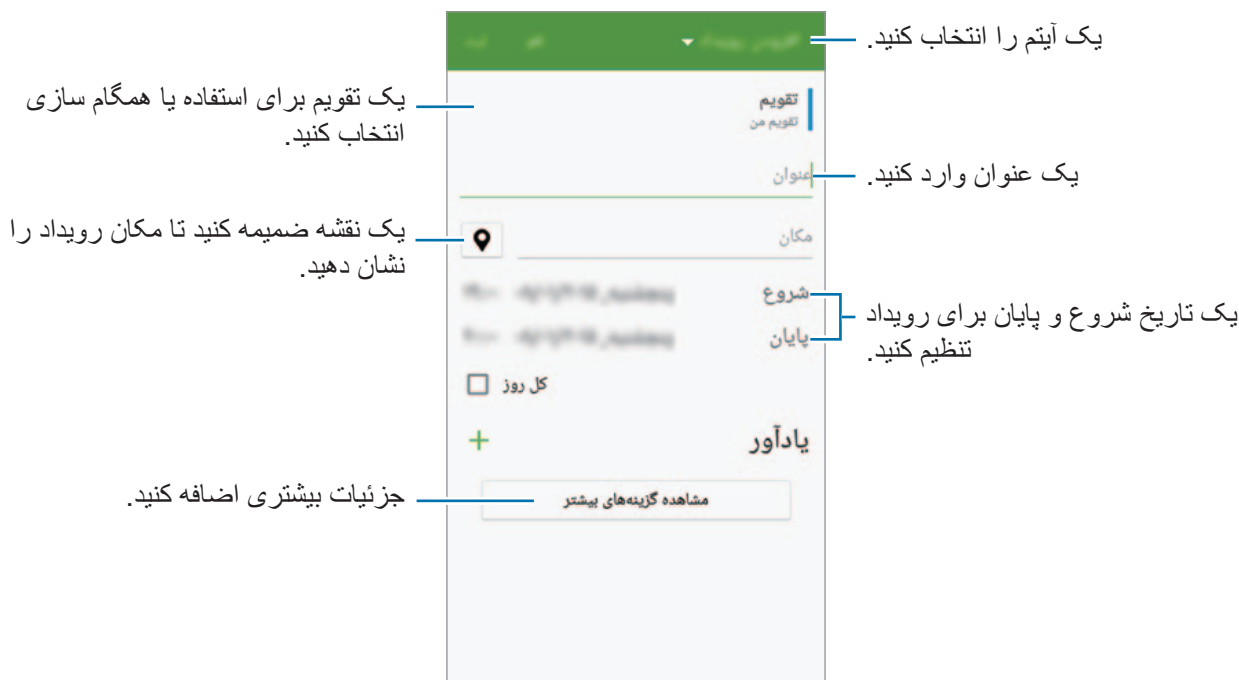 یک آیتم را انتخاب کنید.
تقویم
تقویم من
یک تقویم برای استفاده یا همگام سازی
انتخاب کنید.
یک عنوان وارد کنید.
عنوان
مکان
یک نقشه ضمیمه کنید تا مکان رویداد را
نشان دهید.
شروع
پایان
یک تاریخ شروع و پایان برای رویداد
تنظیم کنید.
کل روز
یادآور
+
مشاهده گزینه‌های بیشتر
جزئیات بیشتری اضافه کنید.